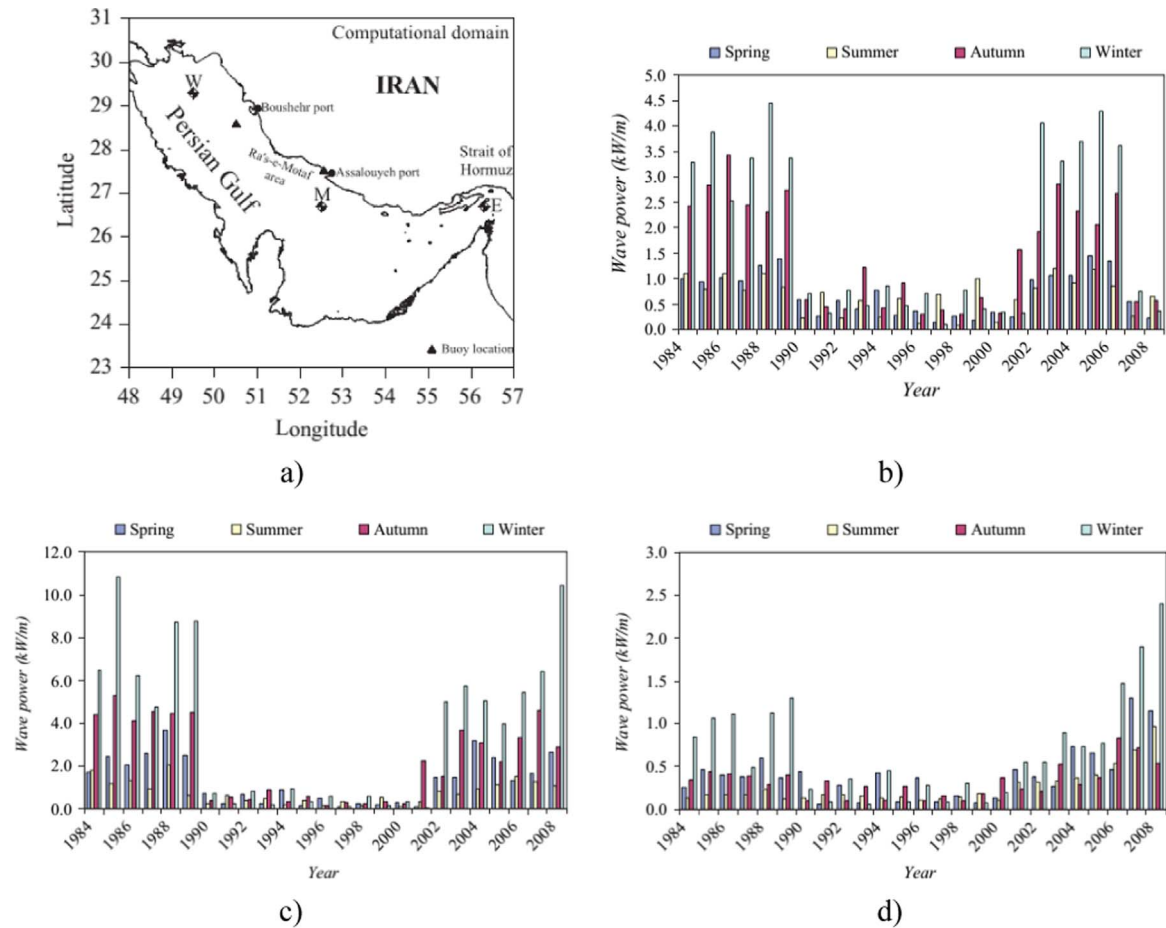 31
30
29
28
27
26
25
24
23
Latitude
48 49 50 51 52 53 54 55 56 57
Longitude
Computational domain
IRAN
W
Boushehr port
Persian Gulf
Ra's-e-Motaf
area
Assalouyeh port
Strait of
Hormuz
M
E
Buoy location
a)
Spring Summer Autumn Winter
5.0
4.5
4.0
3.5
3.0
2.5
2.0
1.5
1.0
0.5
0.0
Wave power (kW/m)
1984 1986 1988 1990 1992 1994 1996 1998 2000 2002 2004 2006 2008
Year
b)
Spring Summer Autumn Winter
12.0
10.0
8.0
6.0
4.0
2.0
0.0
Wave power (kW/m)
1984 1986 1988 1990 1992 1994 1996 1998 2000 2002 2004 2006 2008
Year
c)
Spring Summer Autumn Winter
3.0
2.5
2.0
1.5
1.0
0.5
0.0
Wave power (kW/m)
1984 1986 1988 1990 1992 1994 1996 1998 2000 2002 2004 2006 2008
Year
d)